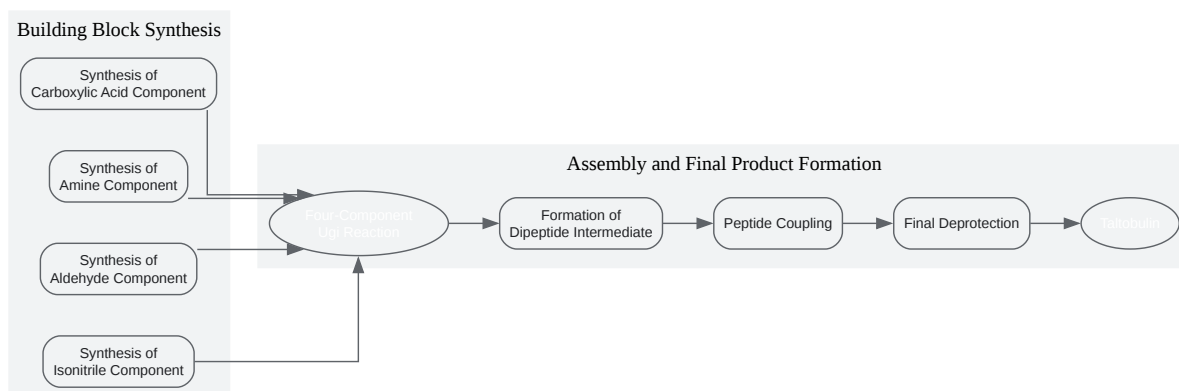 Building Block Synthesis
Synthesis of
Carboxylic Acid Component
Synthesis of
Amine Component
Synthesis of
Aldehyde Component
Synthesis of
Isonitrile Component
Assembly and Final Product Formation
Four-Component
Ugi Reaction
Formation of
Dipeptide Intermediate
Peptide Coupling
Final Deprotection
Taltobulin